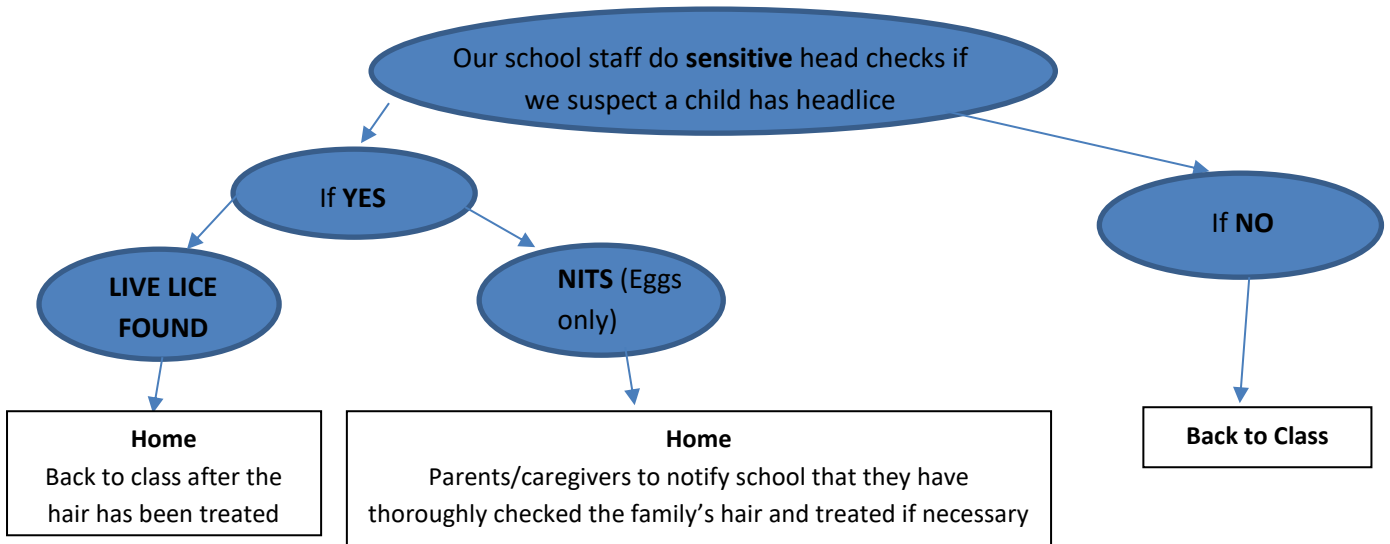 Our school staff do sensitive head checks if
we suspect a child has headlice
If YES
If NO
LIVE LICE
FOUND
NITS (Eggs
only)
Home
Back to class after the
hair has been treated
Home
Parents/caregivers to notify school that they have
thoroughly checked the family’s hair and treated if necessary
Back to Class